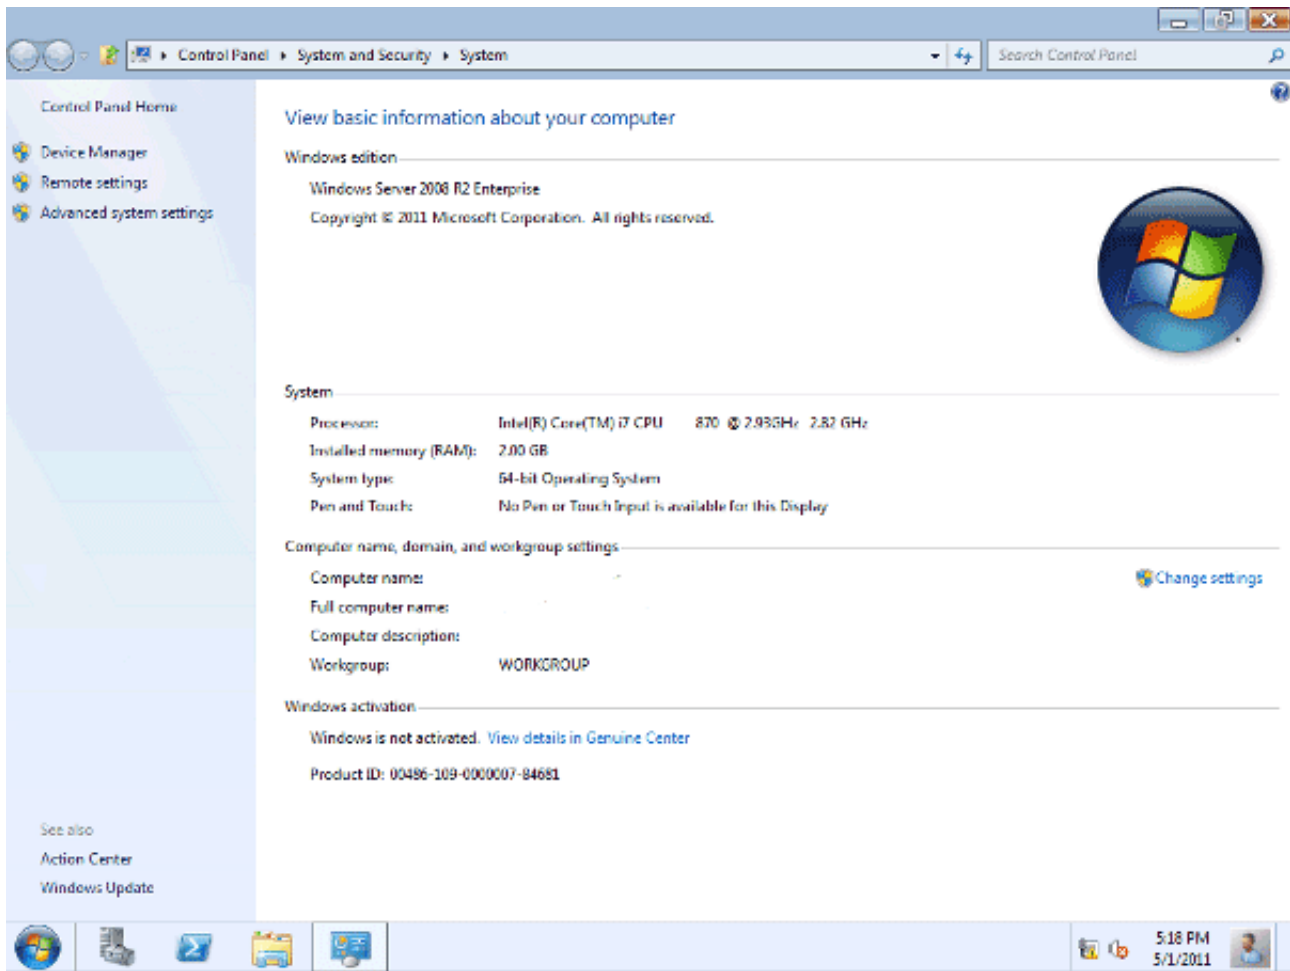 Control Panel System and Security System
Search Control Panel
Control Panel Home
Device Manager
Remote settings
Advanced system settings
View basic information about your computer
Windows edition
Windows Server 2008 R2 Enterprise
Copyright © 2011 Microsoft Corporation. All rights reserved.
System
Processor: Intel(R) Core(TM) i7 CPU 870 @ 2.93GHz 2.82 GHz
Installed memory (RAM): 2.00 GB
System type: 64-bit Operating System
Pen and Touch: No Pen or Touch Input is available for this Display
Computer name, domain, and workgroup settings
Computer name:
Change settings
Full computer name:
Computer description:
Workgroup: WORKGROUP
Windows activation
Windows is not activated. View details in Genuine Center
Product ID: 00486-109-0000007-84681
See also
Action Center
Windows Update
5:18 PM
5/1/2011